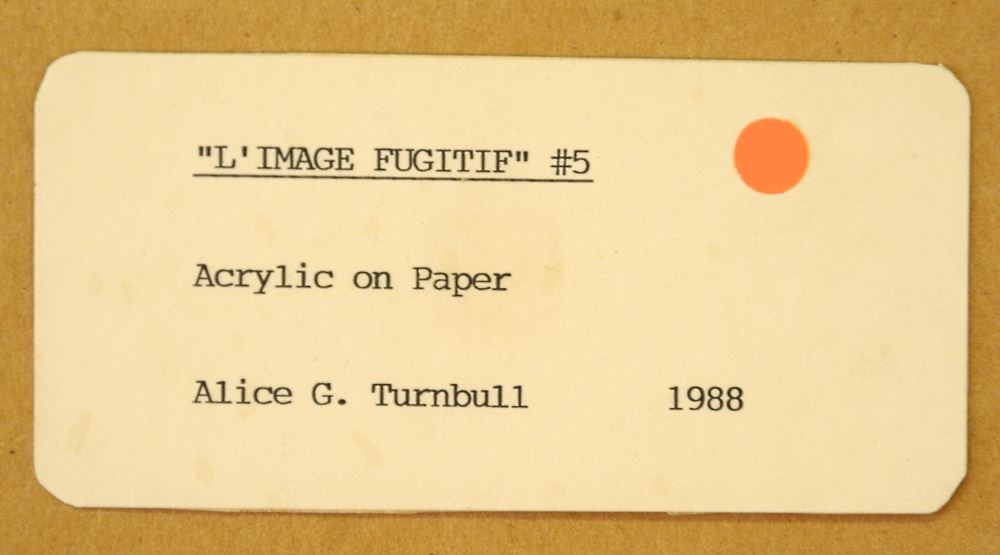 "L'IMAGE FUGITIF" #5
Acrylic on Paper
Alice G. Turnbull 1988